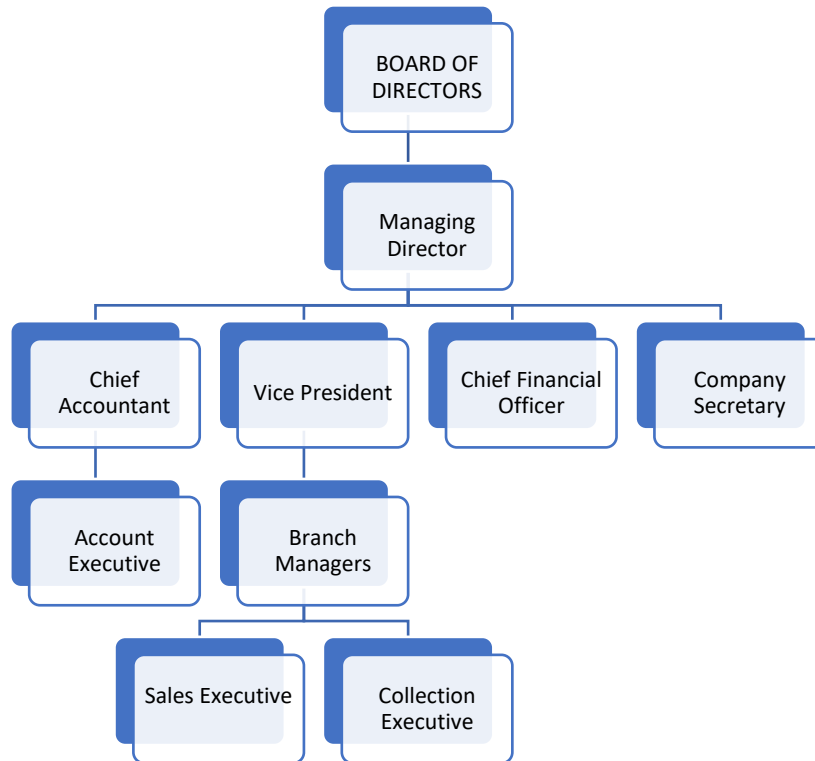 BOARD OF
DIRECTORS
Managing
Director
Chief
Accountant
Vice President
Chief Financial
Officer
Company
Secretary
Account
Executive
Branch
Managers
Sales Executive
Collection
Executive